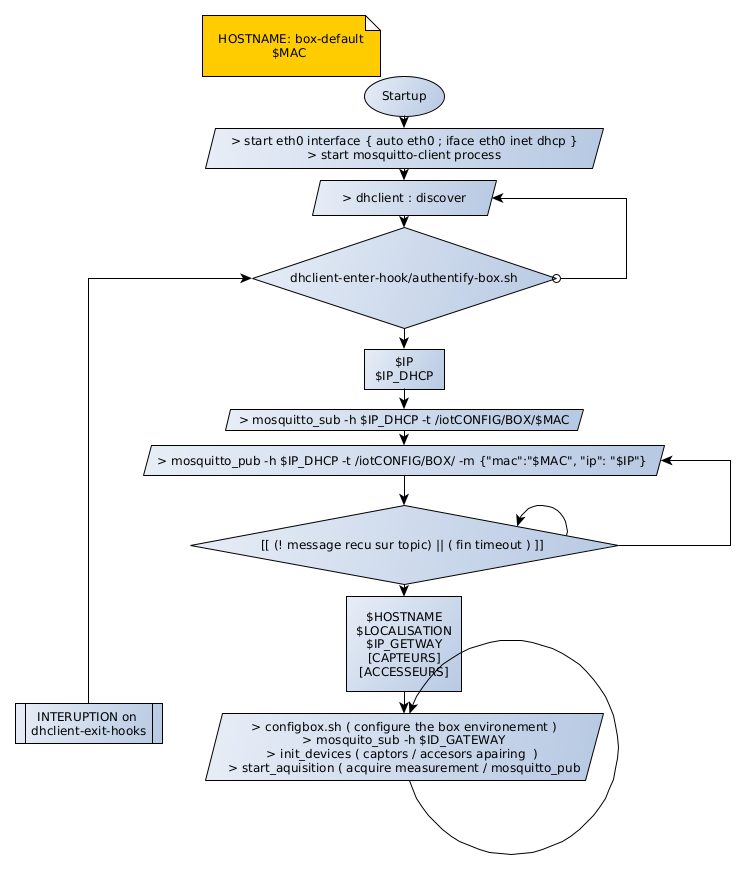 HOSTNAME: box-default
$MAC
Startup
> start eth0 interface { auto eth0 ; iface eth0 inet dhcp }
> start mosquitto-client process
> dhclient : discover
dhclient-enter-hook/authentify-box.sh
$IP
$IP_DHCP
> mosquitto_sub -h $IP_DHCP -t /iotCONFIG/BOX/$MAC
> mosquitto_pub -h $IP_DHCP -t /iotCONFIG/BOX/ -m {"mac":"$MAC", "ip": "$IP"}
[[ (! message recu sur topic) || ( fin timeout ) ]]
$HOSTNAME
$LOCALISATION
$IP_GETWAY
[CAPTEURS]
[ACCESSEURS]
INTERUPTION on
dhclient-exit-hooks
> configbox.sh ( configure the box environement )
> mosquito_sub -h $ID_GATEWAY
> init_devices ( captors / accesors apairing )
> start_aquisition ( acquire measurement / mosquitto_pub